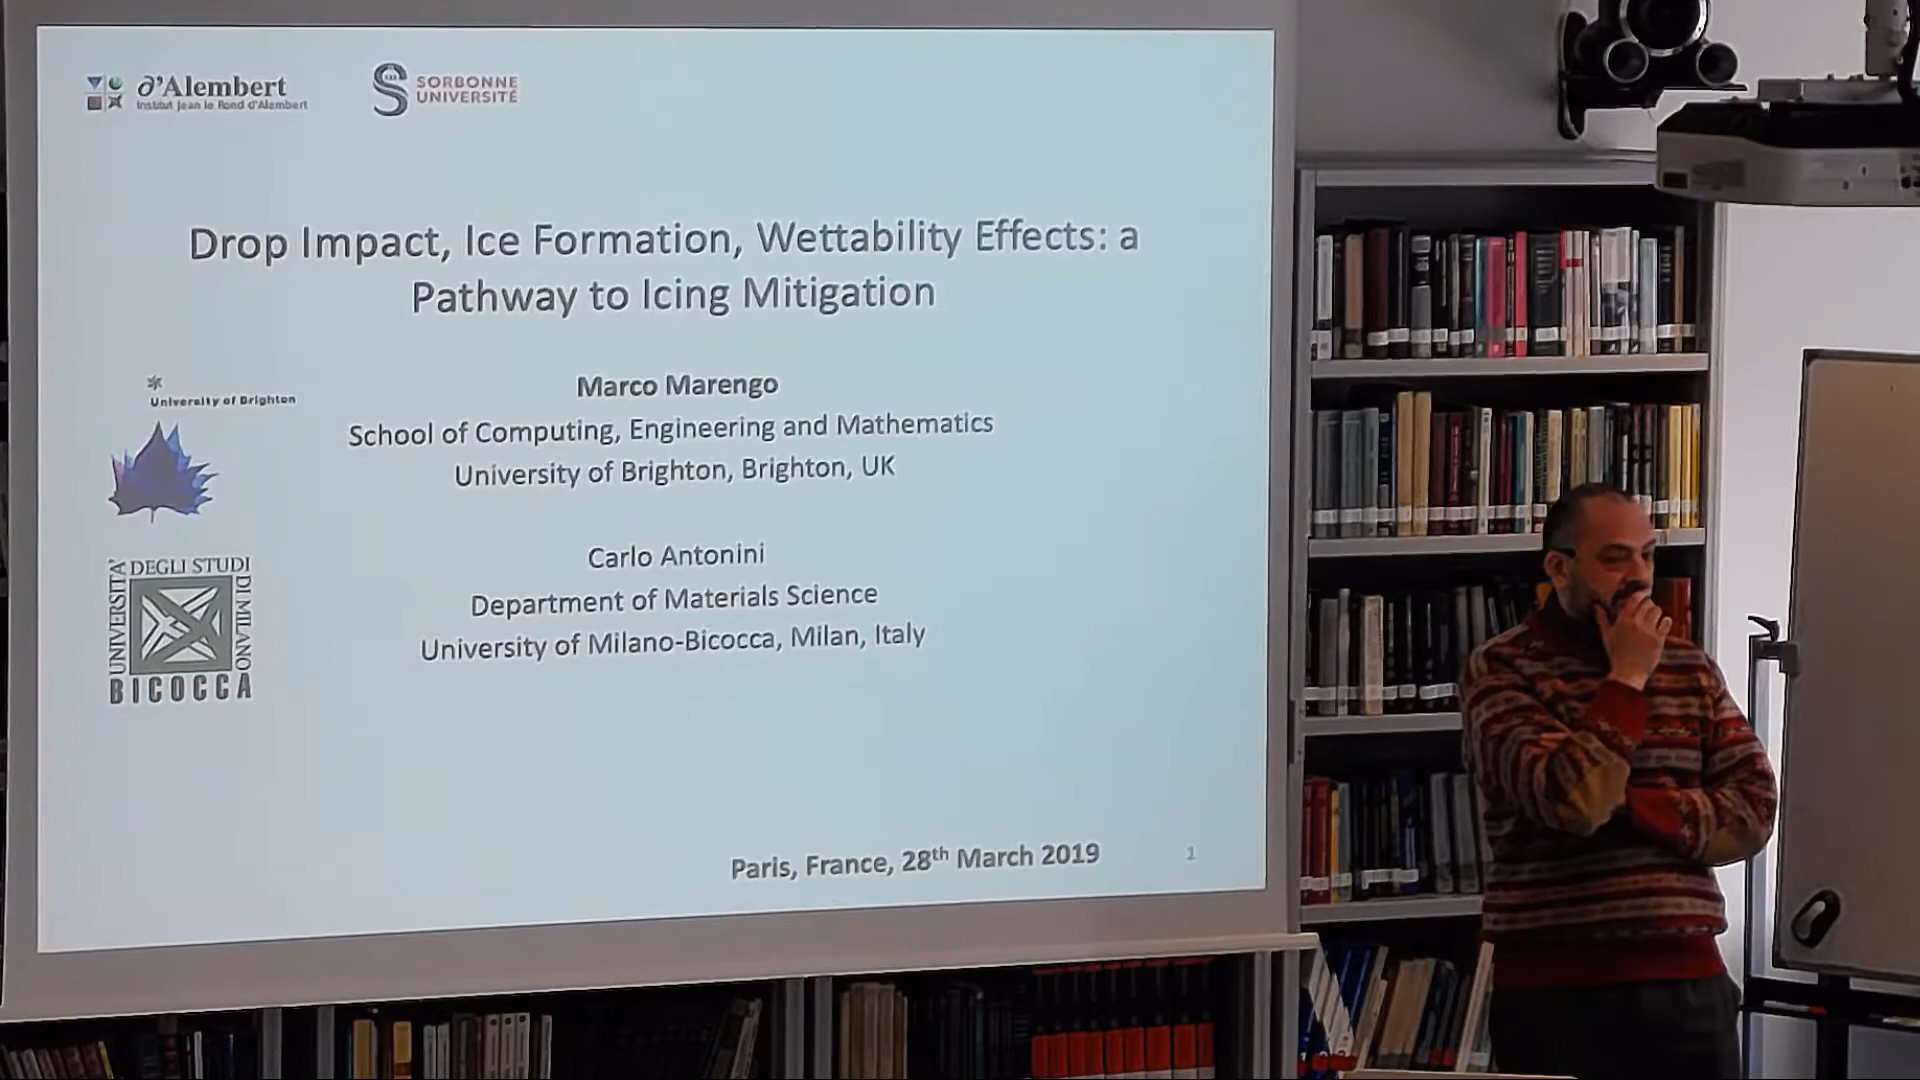 ∂'Alembert
Institut Jean le Rond d'Alembert
SORBONNE
UNIVERSITÉ
Drop Impact, Ice Formation, Wettability Effects: a
Pathway to Icing Mitigation
University of Brighton
Marco Marengo
School of Computing, Engineering and Mathematics
University of Brighton, Brighton, UK
Carlo Antonini
Department of Materials Science
University of Milano-Bicocca, Milan, Italy
UNIVERSITA'
DEGLI STUDI
DI MILANO
BICOCCA
Paris, France, 28th March 2019
1